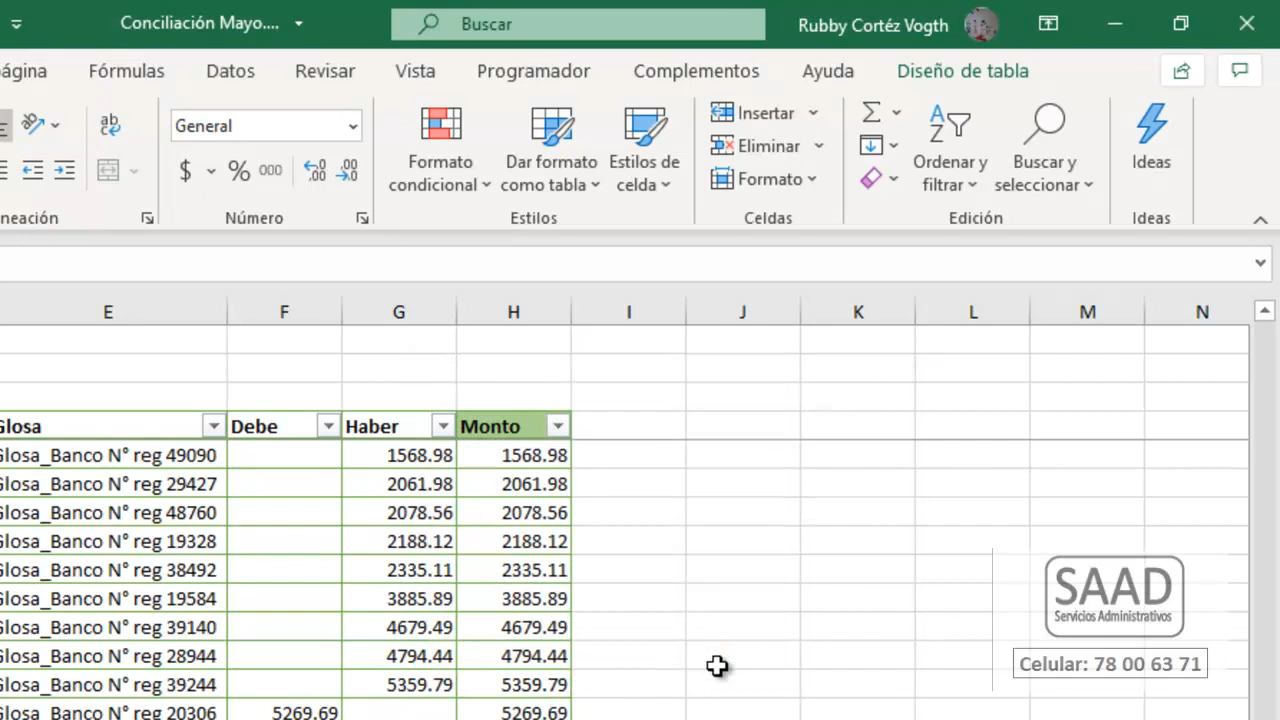 Conciliación Mayo....
Buscar
Rubby Cortéz Vogth
ágina Fórmulas Datos Revisar Vista Programador Complementos Ayuda Diseño de tabla
General
$ % 000
Formato condicional
Dar formato como tabla
Estilos de celda
Insertar
Eliminar
Formato
Ordenar y filtrar
Buscar y seleccionar
Ideas
neación Número Estilos Celdas Edición Ideas
E F G H I J K L M N
Glosa Debe Haber Monto
Glosa_Banco N° reg 49090 1568.98 1568.98
Glosa_Banco N° reg 29427 2061.98 2061.98
Glosa_Banco N° reg 48760 2078.56 2078.56
Glosa_Banco N° reg 19328 2188.12 2188.12
Glosa_Banco N° reg 38492 2335.11 2335.11
Glosa_Banco N° reg 19584 3885.89 3885.89
Glosa_Banco N° reg 39140 4679.49 4679.49
Glosa_Banco N° reg 28944 4794.44 4794.44
Glosa_Banco N° reg 39244 5359.79 5359.79
Glosa_Banco N° reg 20306 5269.69 5269.69
SAAD
Servicios Administrativos
Celular: 78 00 63 71